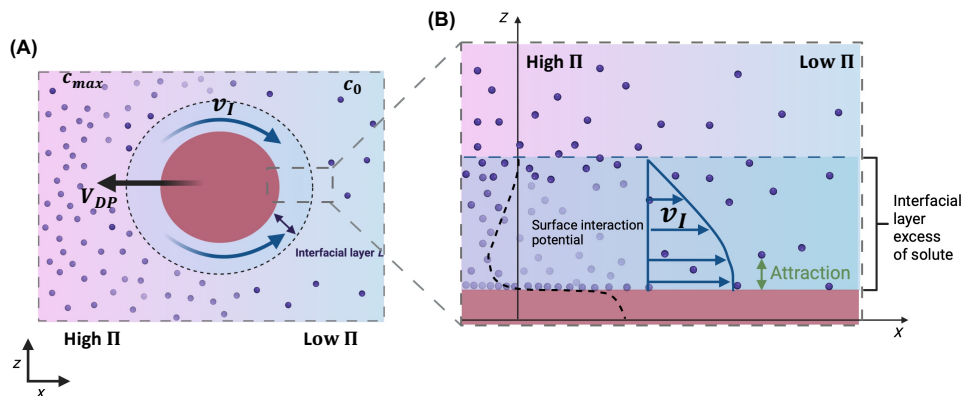 (A)
c_max
c_0
v_I
V_DP
Interfacial layer L
High Π
Low Π
z
x
(B)
z
High Π
Low Π
Surface interaction
potential
v_I
Attraction
x
Interfacial
layer
excess
of solute